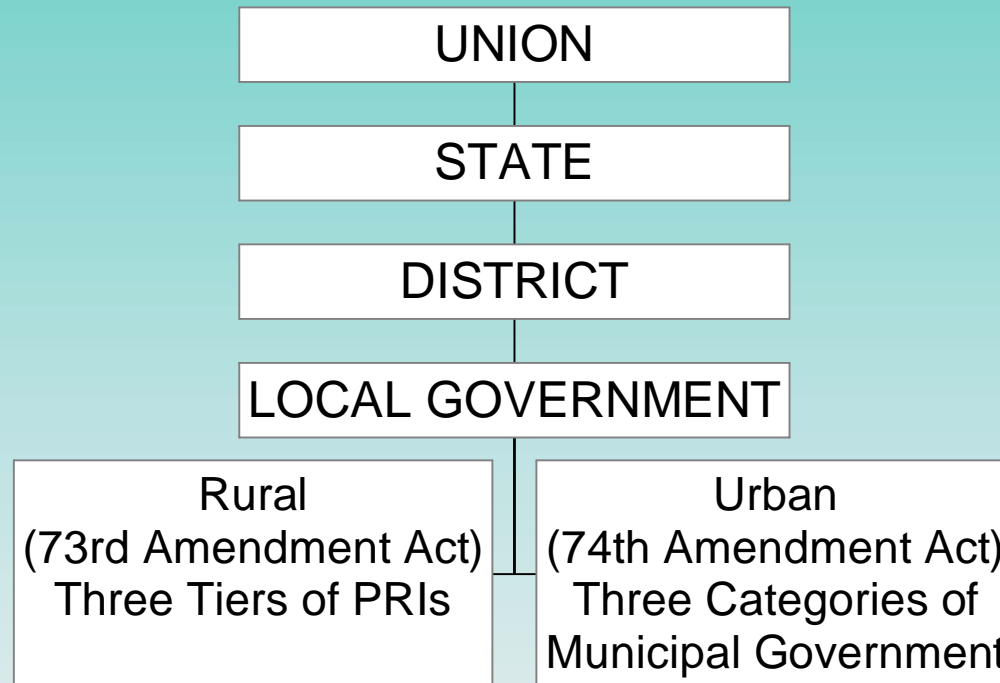 UNION
STATE
DISTRICT
LOCAL GOVERNMENT
Rural
(73rd Amendment Act)
Three Tiers of PRIs
Urban
(74th Amendment Act)
Three Categories of
Municipal Government